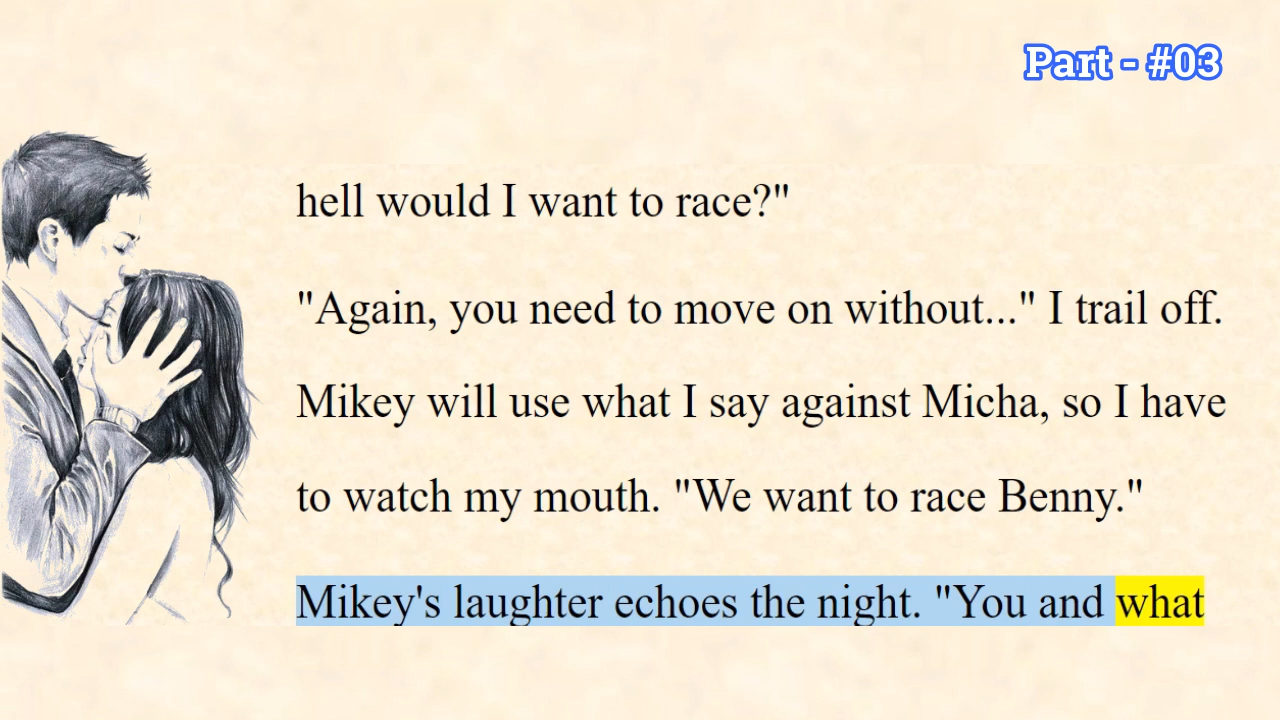 Part - #03
hell would I want to race?"
"Again, you need to move on without..." I trail off.
Mikey will use what I say against Micha, so I have
to watch my mouth. "We want to race Benny."
Mikey's laughter echoes the night. "You and what